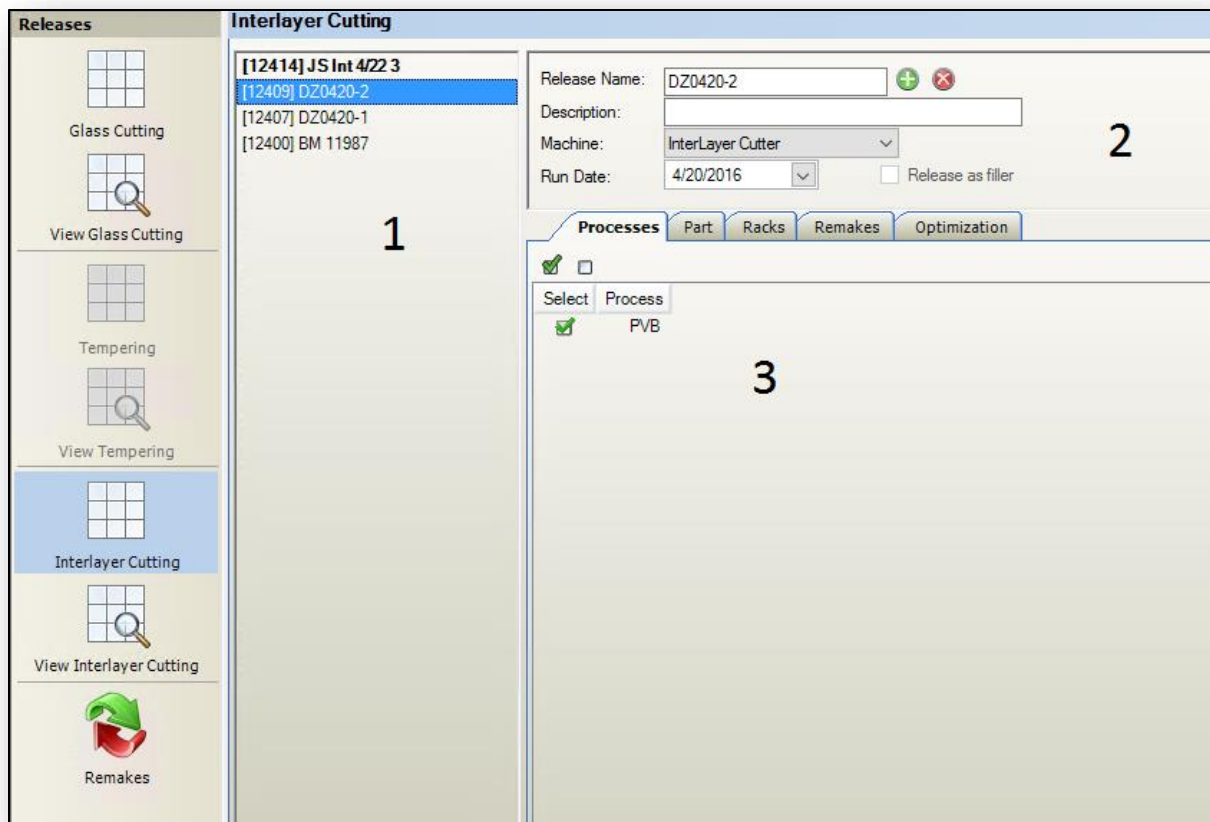 Releases
Glass Cutting
View Glass Cutting
Tempering
View Tempering
Interlayer Cutting
View Interlayer Cutting
Remakes
Interlayer Cutting
[12414] JS Int 4/22 3
[12409] DZ0420-2
[12407] DZ0420-1
[12400] BM 11987
1
Release Name: DZ0420-2
Description:
Machine: InterLayer Cutter
Run Date: 4/20/2016 Release as filler
2
Processes Part Racks Remakes Optimization
Select Process
PVB
3